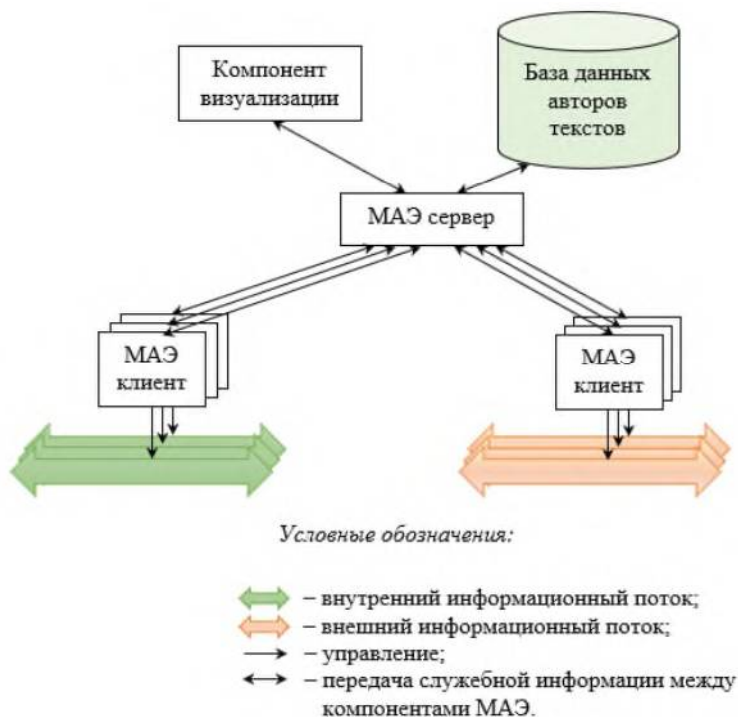 Компонент
визуализации
База данных
авторов
текстов
МАЭ сервер
МАЭ
клиент
МАЭ
клиент
Условные обозначения:
– внутренний информационный поток;
– внешний информационный поток;
– управление;
– передача служебной информации между
компонентами МАЭ.